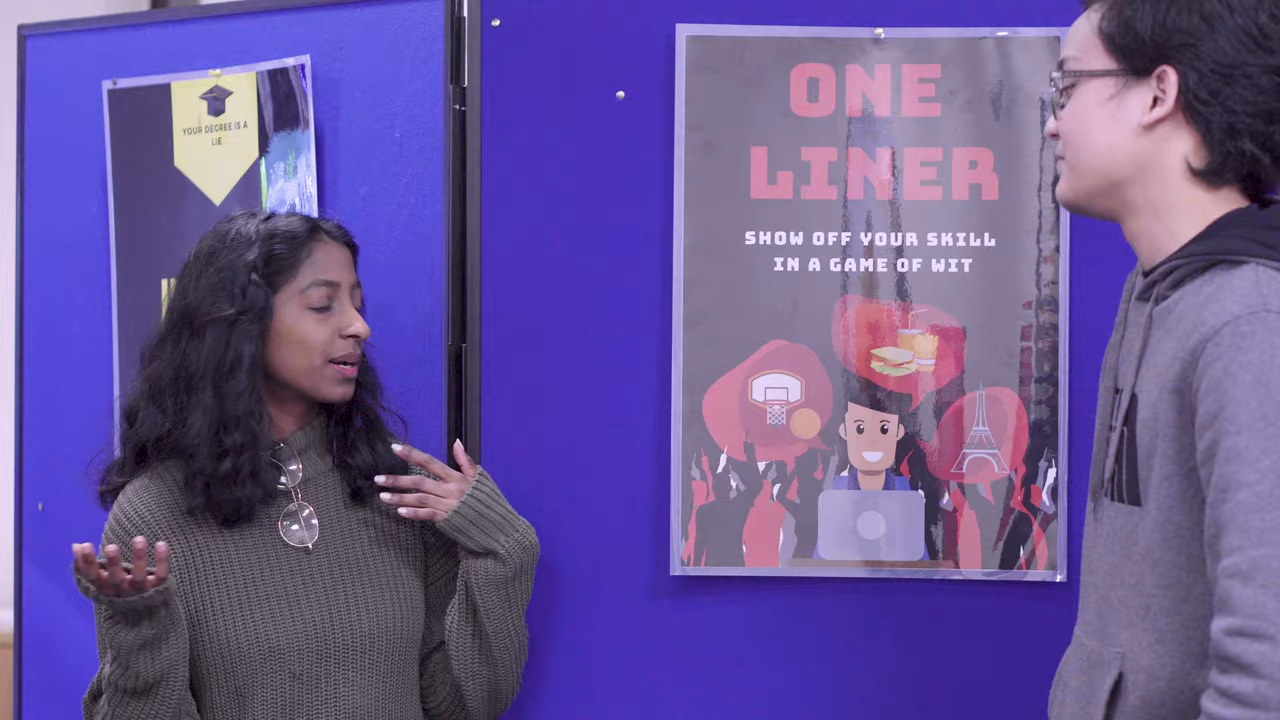 YOUR DEGREE IS A
LIE
ONE
LINER
SHOW OFF YOUR SKILL
IN A GAME OF WIT